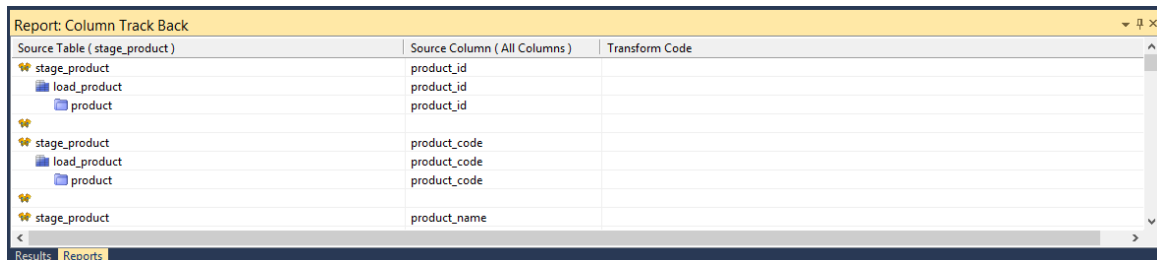 Report: Column Track Back
Source Table ( stage_product ) Source Column ( All Columns ) Transform Code
stage_product product_id
load_product product_id
product product_id
stage_product product_code
load_product product_code
product product_code
stage_product product_name
Results Reports